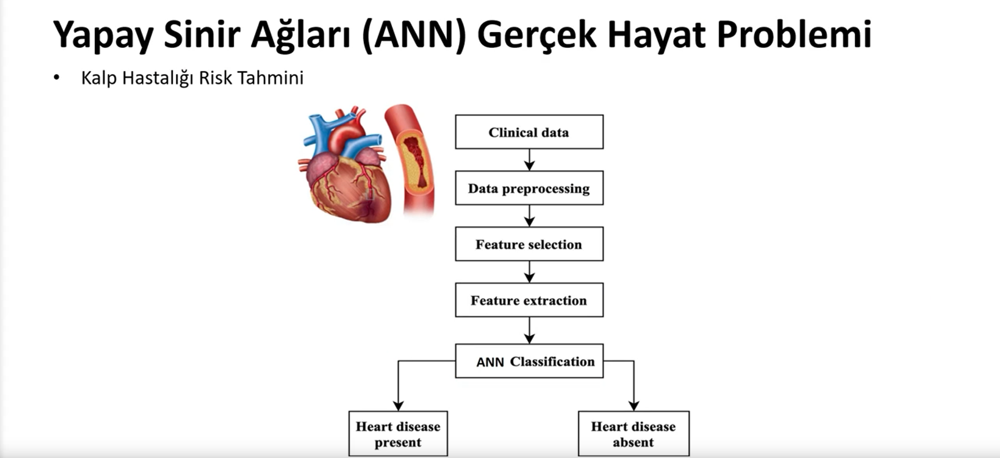 Yapay Sinir Ağları (ANN) Gerçek Hayat Problemi
• Kalp Hastalığı Risk Tahmini
Clinical data
Data preprocessing
Feature selection
Feature extraction
ANN Classification
Heart disease
present
Heart disease
absent